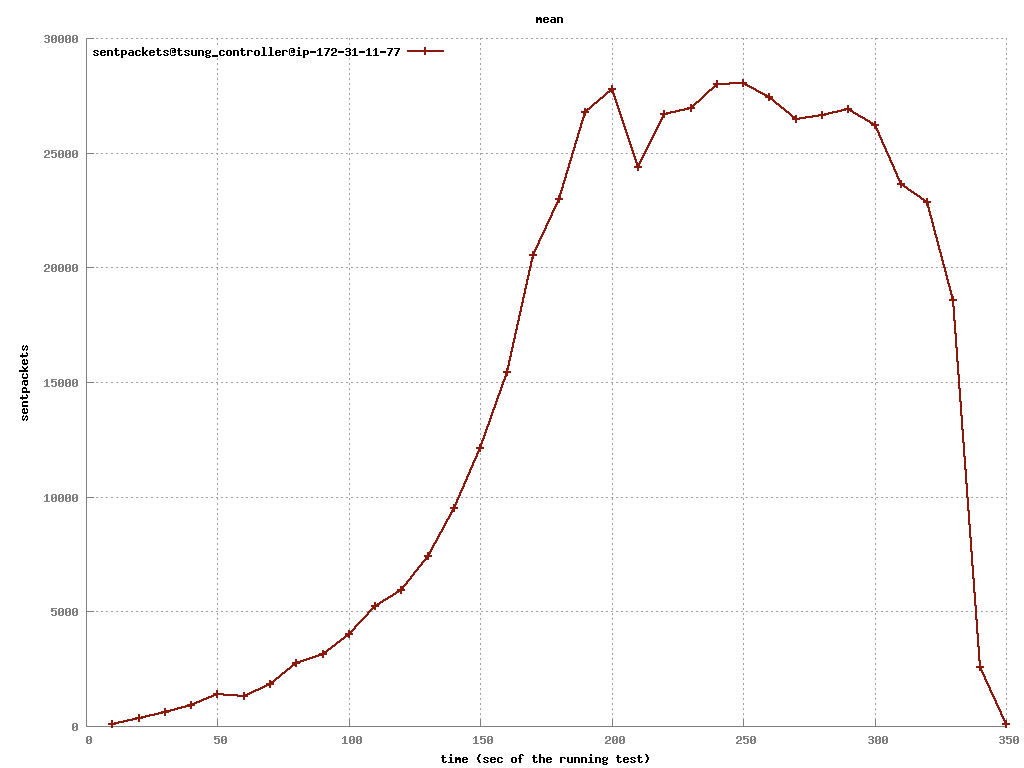 mean
30000
sentpackets@tsung_controller@ip-172-31-11-77
25000
20000
15000
10000
5000
0
sentpackets
0 50 100 150 200 250 300 350
time (sec of the running test)